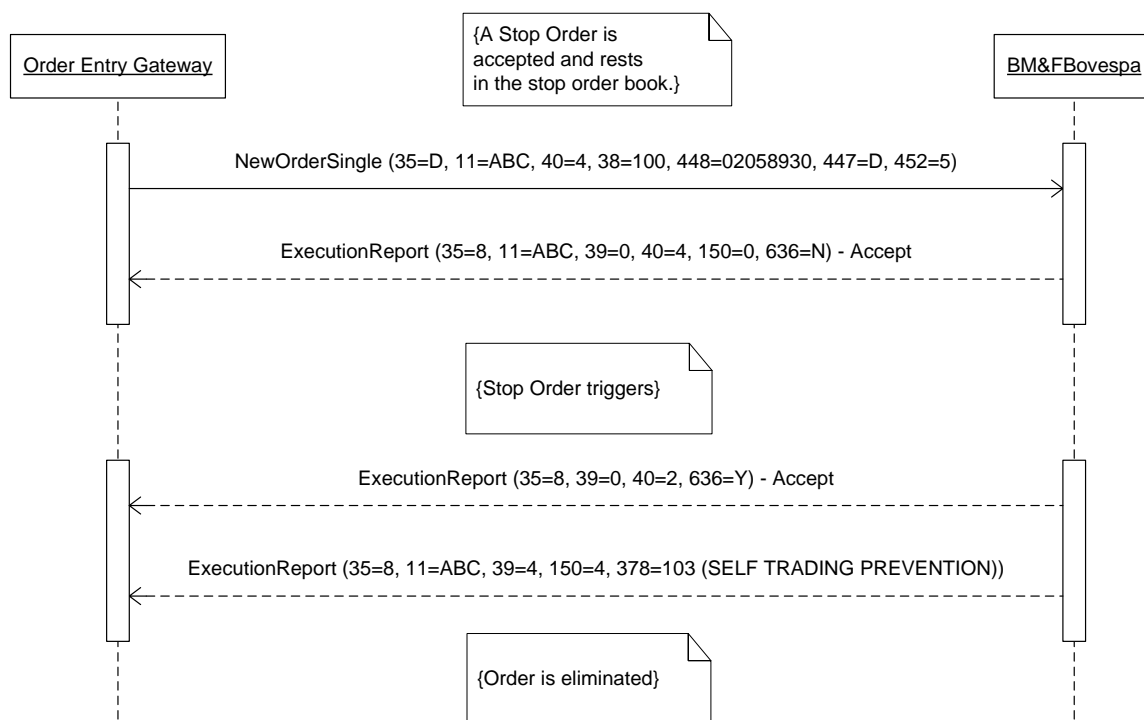 {A Stop Order is
accepted and rests
in the stop order book.}
Order Entry Gateway
BM&FBovespa
NewOrderSingle (35=D, 11=ABC, 40=4, 38=100, 448=02058930, 447=D, 452=5)
ExecutionReport (35=8, 11=ABC, 39=0, 40=4, 150=0, 636=N) - Accept
{Stop Order triggers}
ExecutionReport (35=8, 39=0, 40=2, 636=Y) - Accept
ExecutionReport (35=8, 11=ABC, 39=4, 150=4, 378=103 (SELF TRADING PREVENTION))
{Order is eliminated}